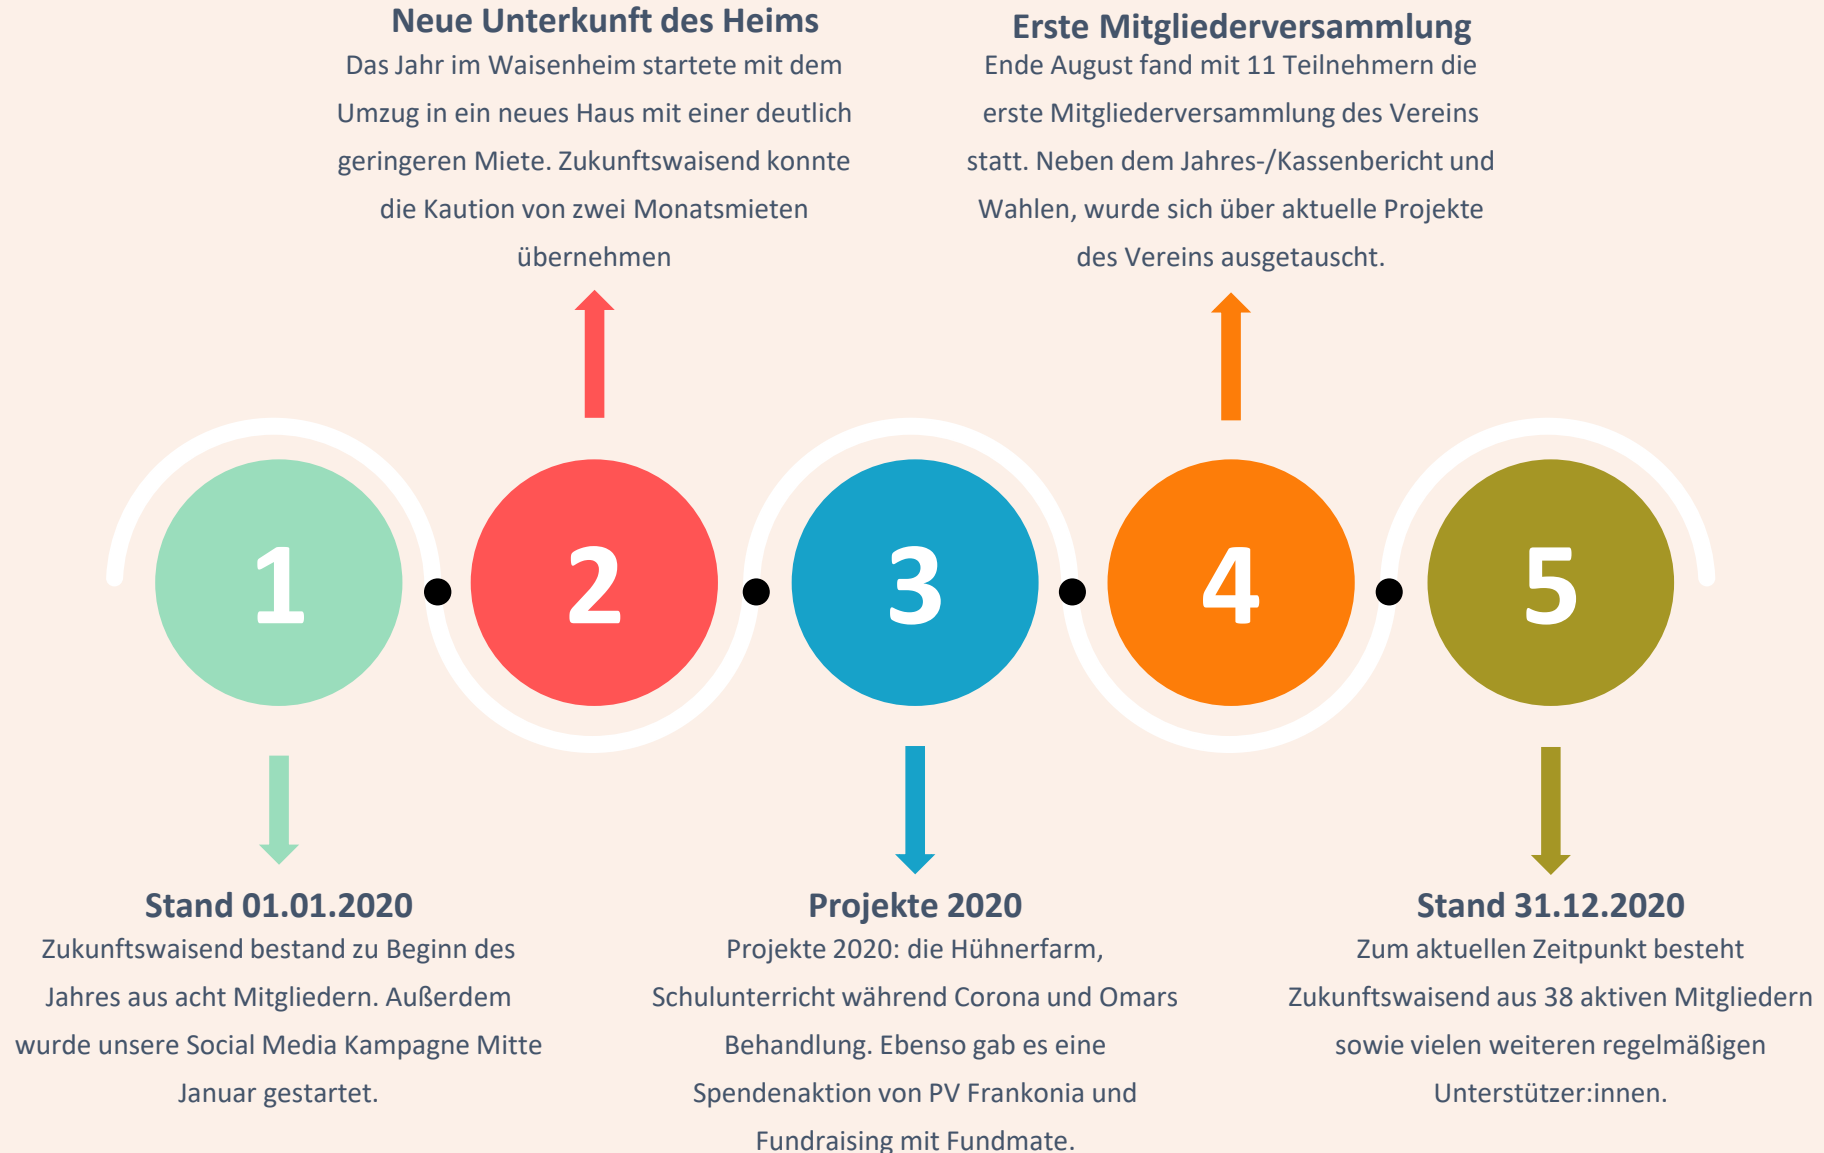 Neue Unterkunft des Heims
Das Jahr im Waisenheim startete mit dem
Umzug in ein neues Haus mit einer deutlich
geringeren Miete. Zukunftswaisend konnte
die Kaution von zwei Monatsmieten
übernehmen
Erste Mitgliederversammlung
Ende August fand mit 11 Teilnehmern die
erste Mitgliederversammlung des Vereins
statt. Neben dem Jahres-/Kassenbericht und
Wahlen, wurde sich über aktuelle Projekte
des Vereins ausgetauscht.
1
2
3
4
5
Stand 01.01.2020
Zukunftswaisend bestand zu Beginn des
Jahres aus acht Mitgliedern. Außerdem
wurde unsere Social Media Kampagne Mitte
Januar gestartet.
Projekte 2020
Projekte 2020: die Hühnerfarm,
Schulunterricht während Corona und Omars
Behandlung. Ebenso gab es eine
Spendenaktion von PV Frankonia und
Fundraising mit Fundmate.
Stand 31.12.2020
Zum aktuellen Zeitpunkt besteht
Zukunftswaisend aus 38 aktiven Mitgliedern
sowie vielen weiteren regelmäßigen
Unterstützer:innen.